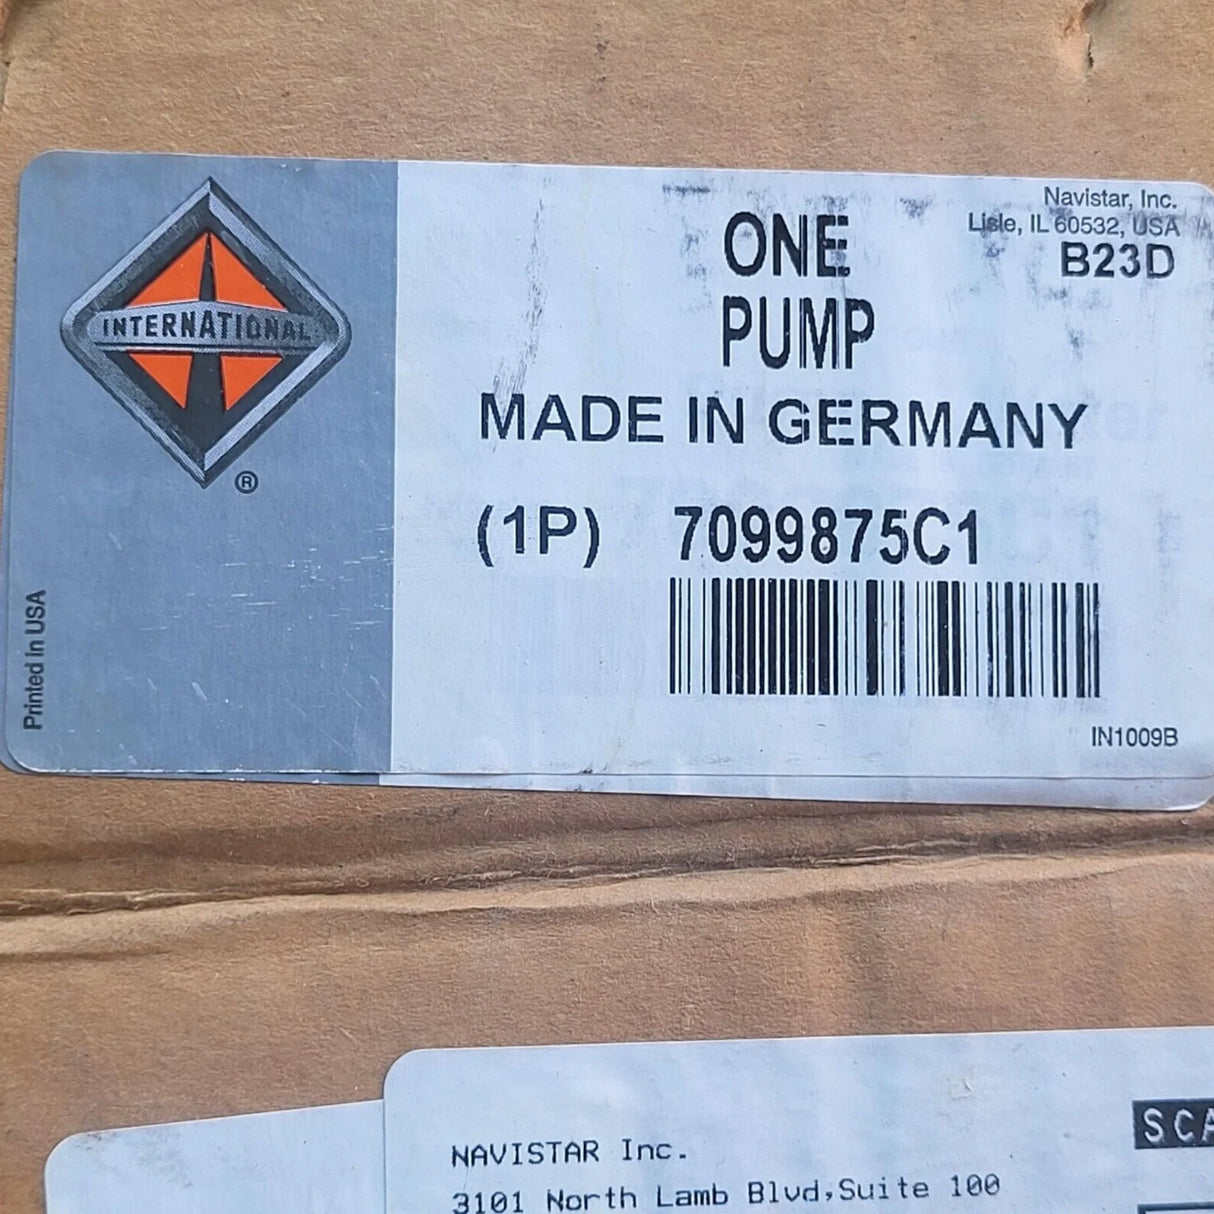 INTERNATIONAL
®
Printed in USA
Navistar, Inc.
Lisle, IL 60532, USA
B23D
ONE
PUMP
MADE IN GERMANY
(1P) 7099875C1
IN1009B
NAVISTAR Inc.
3101 North Lamb Blvd,Suite 100